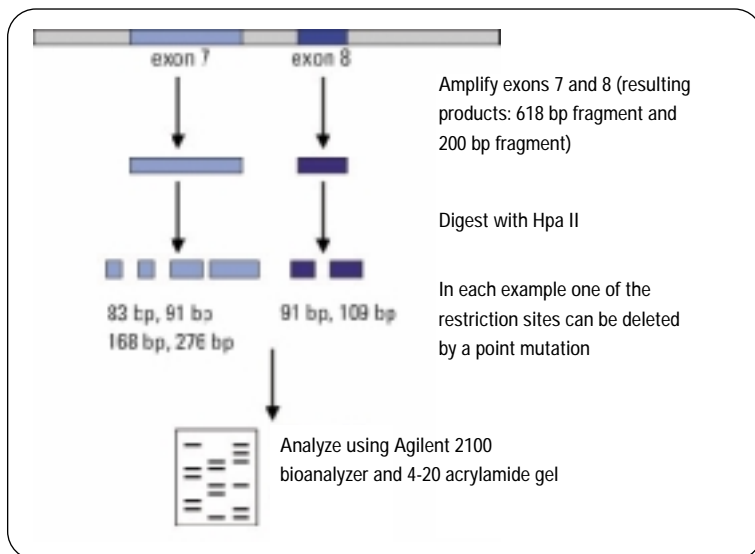 exon 7 exon 8
Amplify exons 7 and 8 (resulting
products: 618 bp fragment and
200 bp fragment)
Digest with Hpa II
83 bp, 91 bp 91 bp, 109 bp
168 bp, 276 bp
In each example one of the
restriction sites can be deleted
by a point mutation
Analyze using Agilent 2100
bioanalyzer and 4-20 acrylamide gel